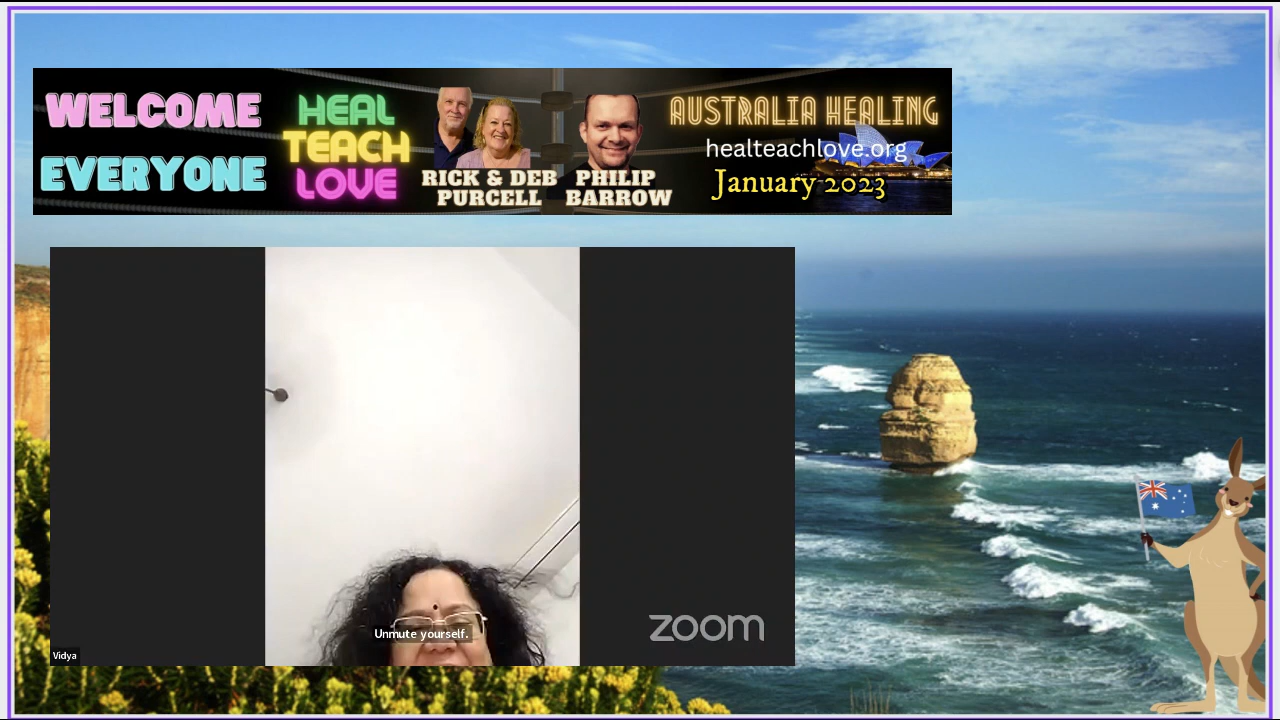 WELCOME
EVERYONE
HEAL
TEACH
LOVE
RICK & DEB
PURCELL
PHILIP
BARROW
AUSTRALIA HEALING
healteachlove.org
January 2023
Unmute yourself.
zoom
Vidya